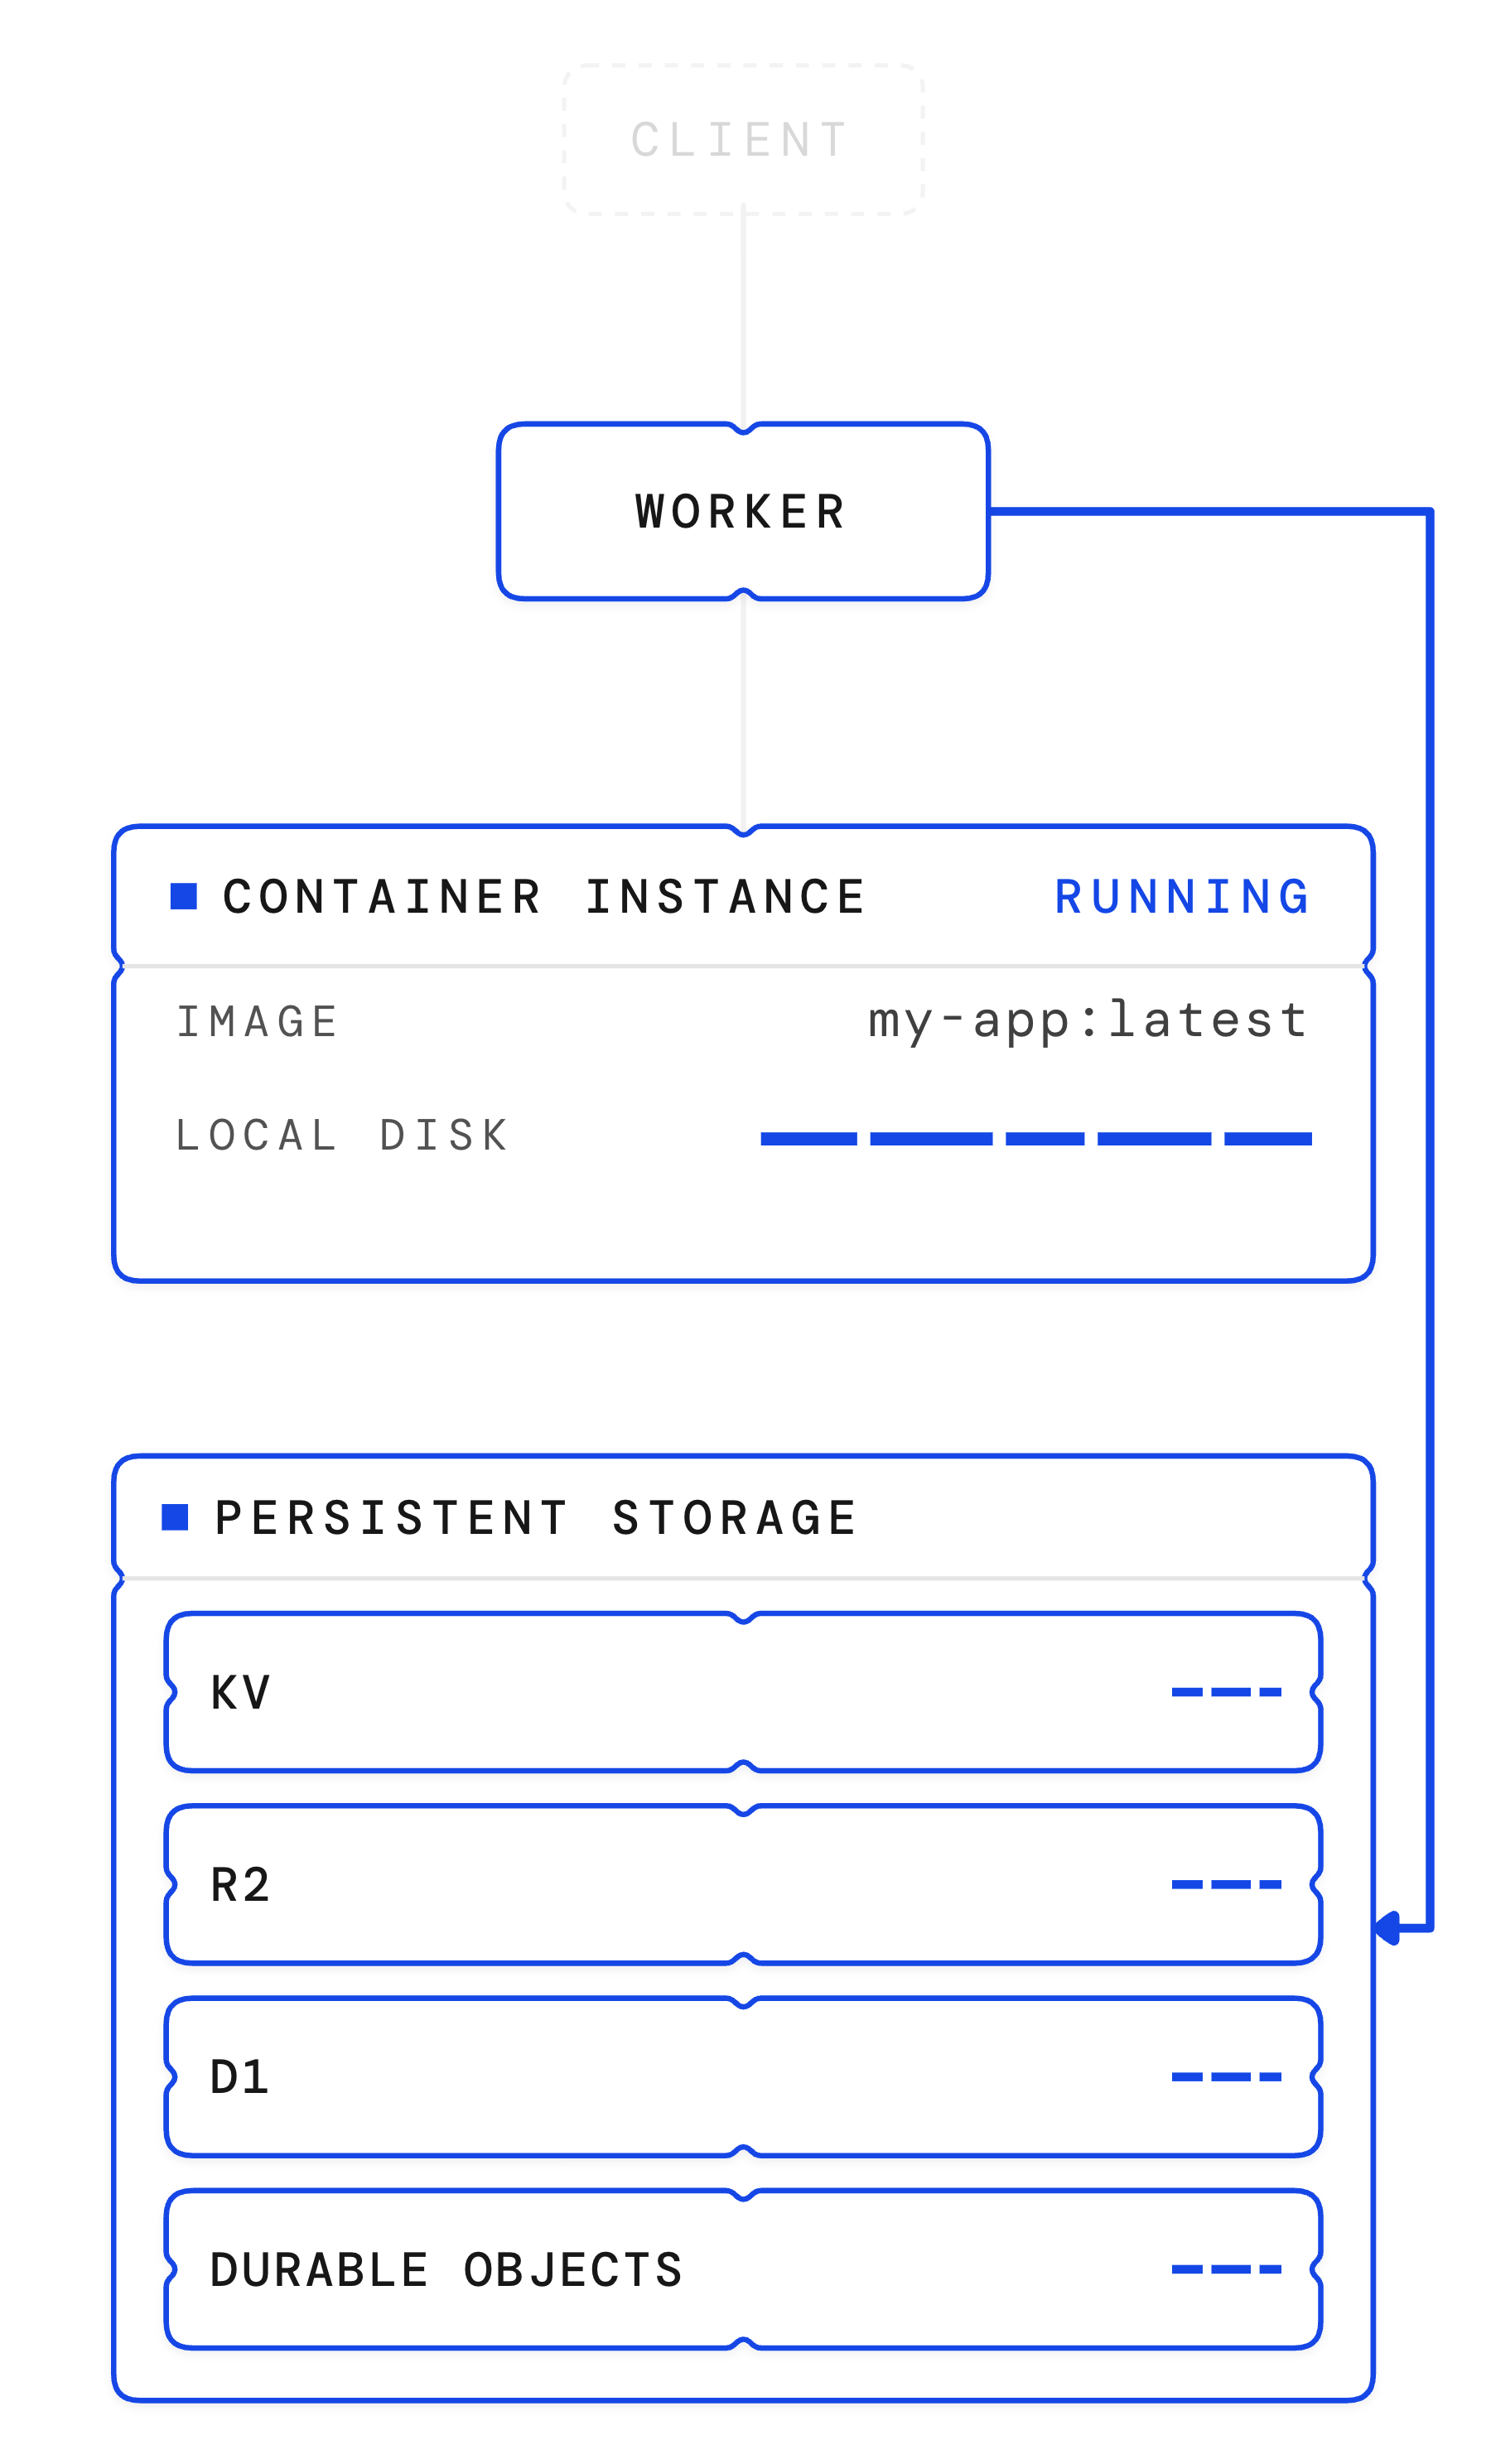 CLIENT
WORKER
CONTAINER INSTANCE RUNNING
IMAGE my-app:latest
LOCAL DISK
PERSISTENT STORAGE
KV
R2
D1
DURABLE OBJECTS